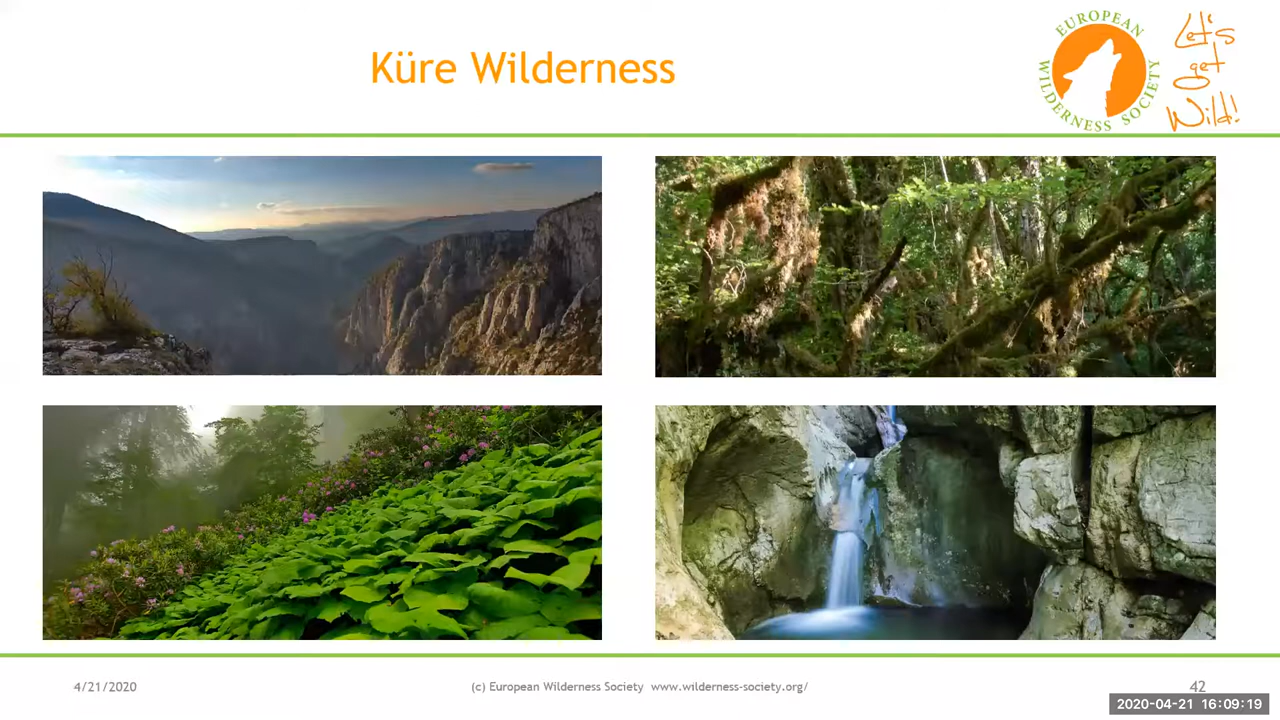 Küre Wilderness
EUROPEAN
WILDERNESS SOCIETY
Let's
get
Wild!
4/21/2020
(c) European Wilderness Society www.wilderness-society.org/
42
2020-04-21 16:09:19